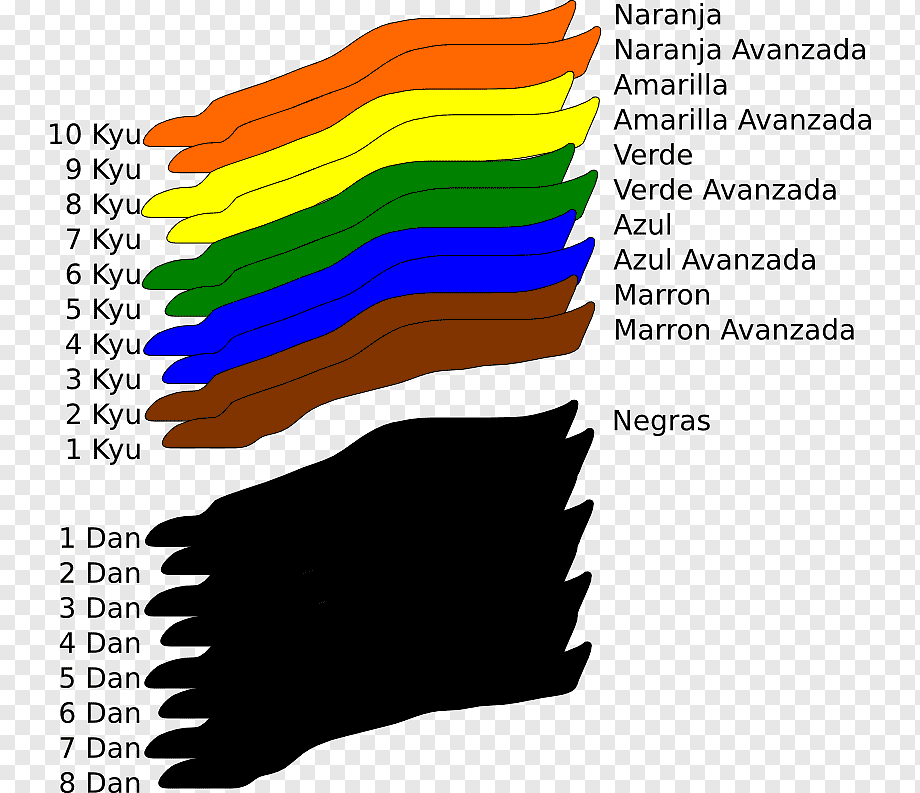 Naranja
Naranja Avanzada
Amarilla
Amarilla Avanzada
10 Kyu
Verde
9 Kyu
Verde Avanzada
8 Kyu
Azul
7 Kyu
Azul Avanzada
6 Kyu
Marron
5 Kyu
Marron Avanzada
4 Kyu
3 Kyu
2 Kyu
Negras
1 Kyu
1 Dan
2 Dan
3 Dan
4 Dan
5 Dan
6 Dan
7 Dan
8 Dan